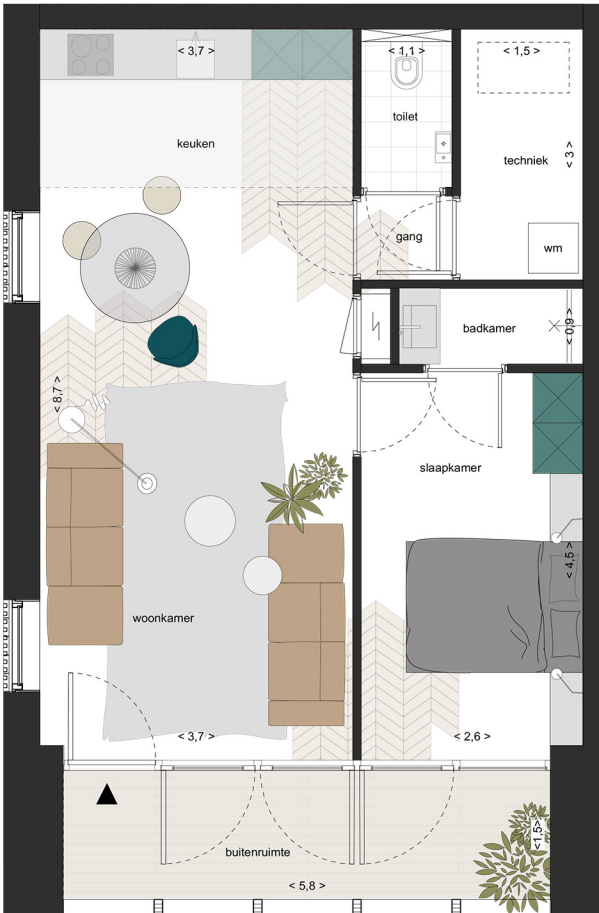 < 3,7 >
< 1,1 >
< 1,5 >
toilet
keuken
techniek
< 3 >
gang
wm
badkamer
< 0,9 >
< 8,7 >
slaapkamer
< 4,5 >
woonkamer
< 3,7 >
< 2,6 >
buitenruimte
<1,5>
< 5,8 >